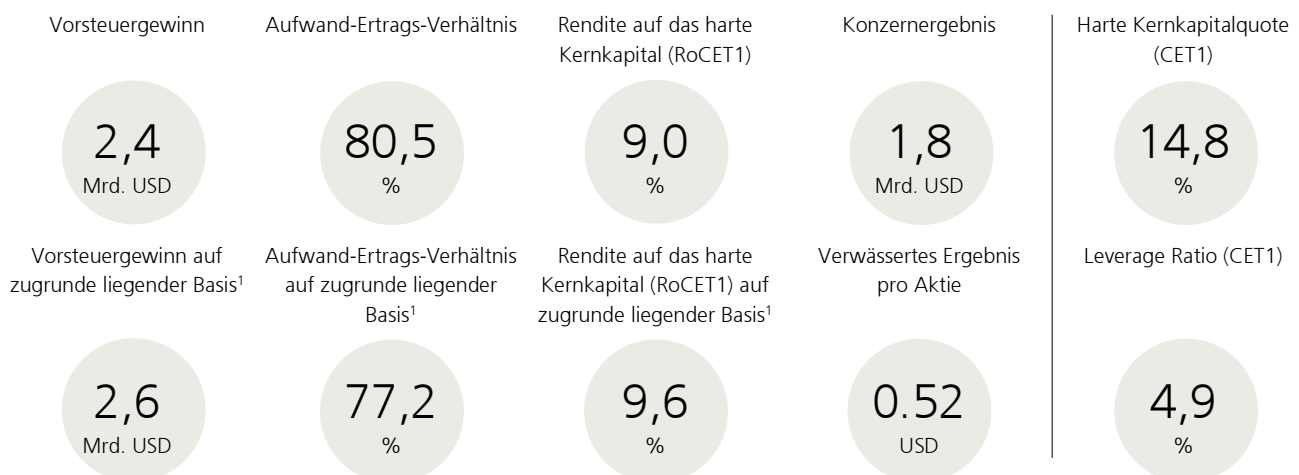 Vorsteuergewinn
2,4
Mrd. USD
Aufwand-Ertrags-Verhältnis
80,5
%
Rendite auf das harte
Kernkapital (RoCET1)
9,0
%
Konzernergebnis
1,8
Mrd. USD
Harte Kernkapitalquote
(CET1)
14,8
%
Vorsteuergewinn auf
zugrunde liegender Basis¹
2,6
Mrd. USD
Aufwand-Ertrags-Verhältnis
auf zugrunde liegender
Basis¹
77,2
%
Rendite auf das harte
Kernkapital (RoCET1) auf
zugrunde liegender Basis¹
9,6
%
Verwässertes Ergebnis
pro Aktie
0.52
USD
Leverage Ratio (CET1)
4,9
%